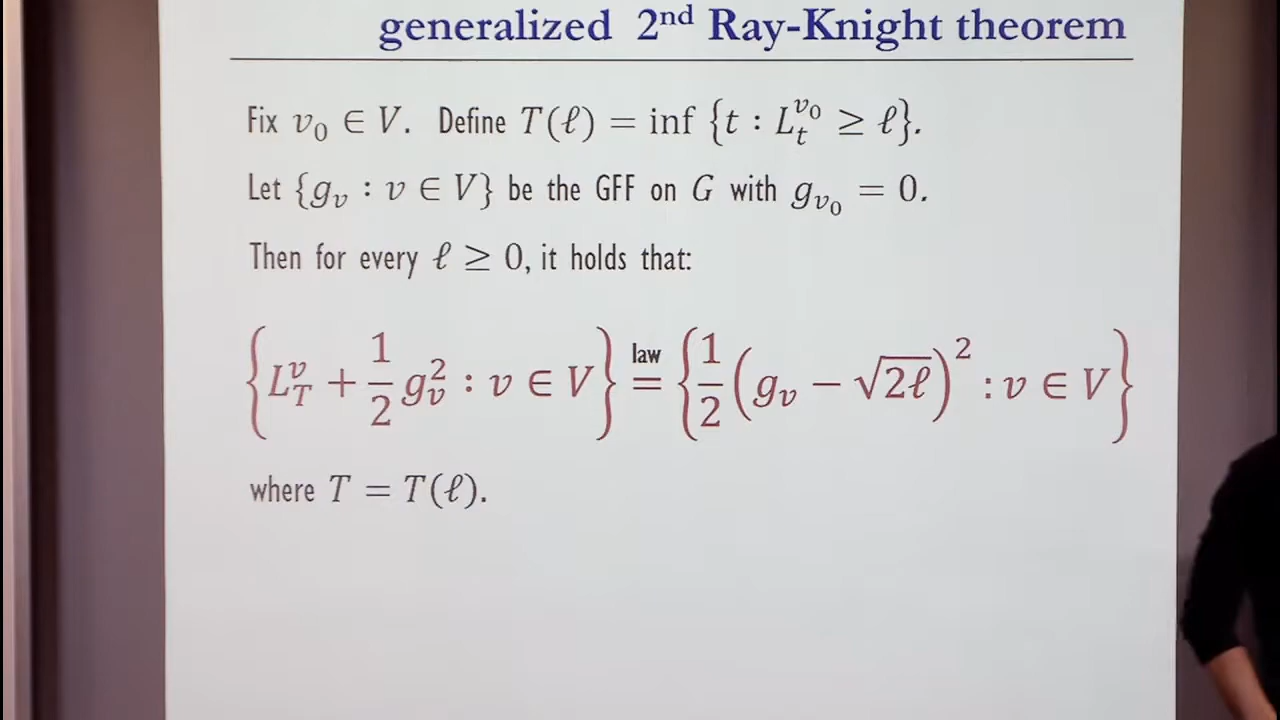 generalized 2nd Ray-Knight theorem
Fix v₀ ∈ V. Define T(ℓ) = inf {t : L_t^{v₀} ≥ ℓ}.
Let {g_v : v ∈ V} be the GFF on G with g_{v₀} = 0.
Then for every ℓ ≥ 0, it holds that:
{L_T^v + 1/2 g_v^2 : v ∈ V} law = {1/2 (g_v − √2ℓ)^2 : v ∈ V}
where T = T(ℓ).